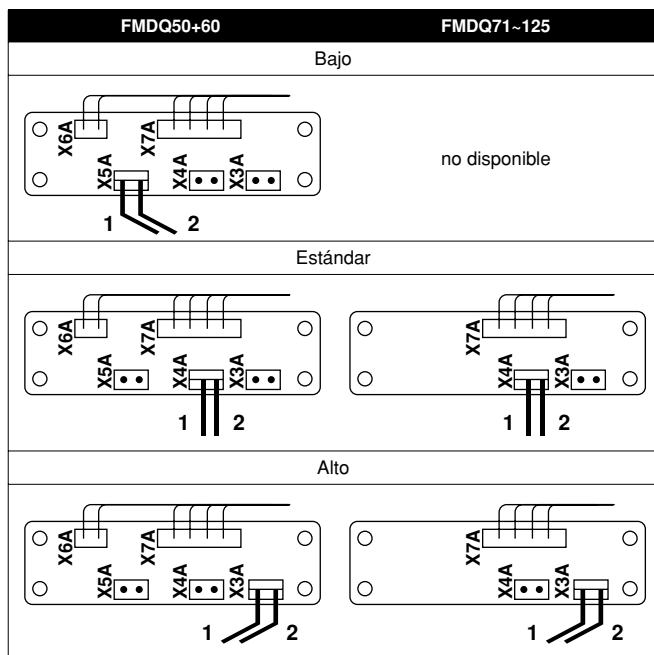 FMDQ50+60 FMDQ71~125
Bajo
X6A X7A
X5A X4A X3A
1 2
no disponible
Estándar
X6A X7A
X5A X4A X3A
1 2
X7A
X4A X3A
1 2
Alto
X6A X7A
X5A X4A X3A
1 2
X7A
X4A X3A
1 2